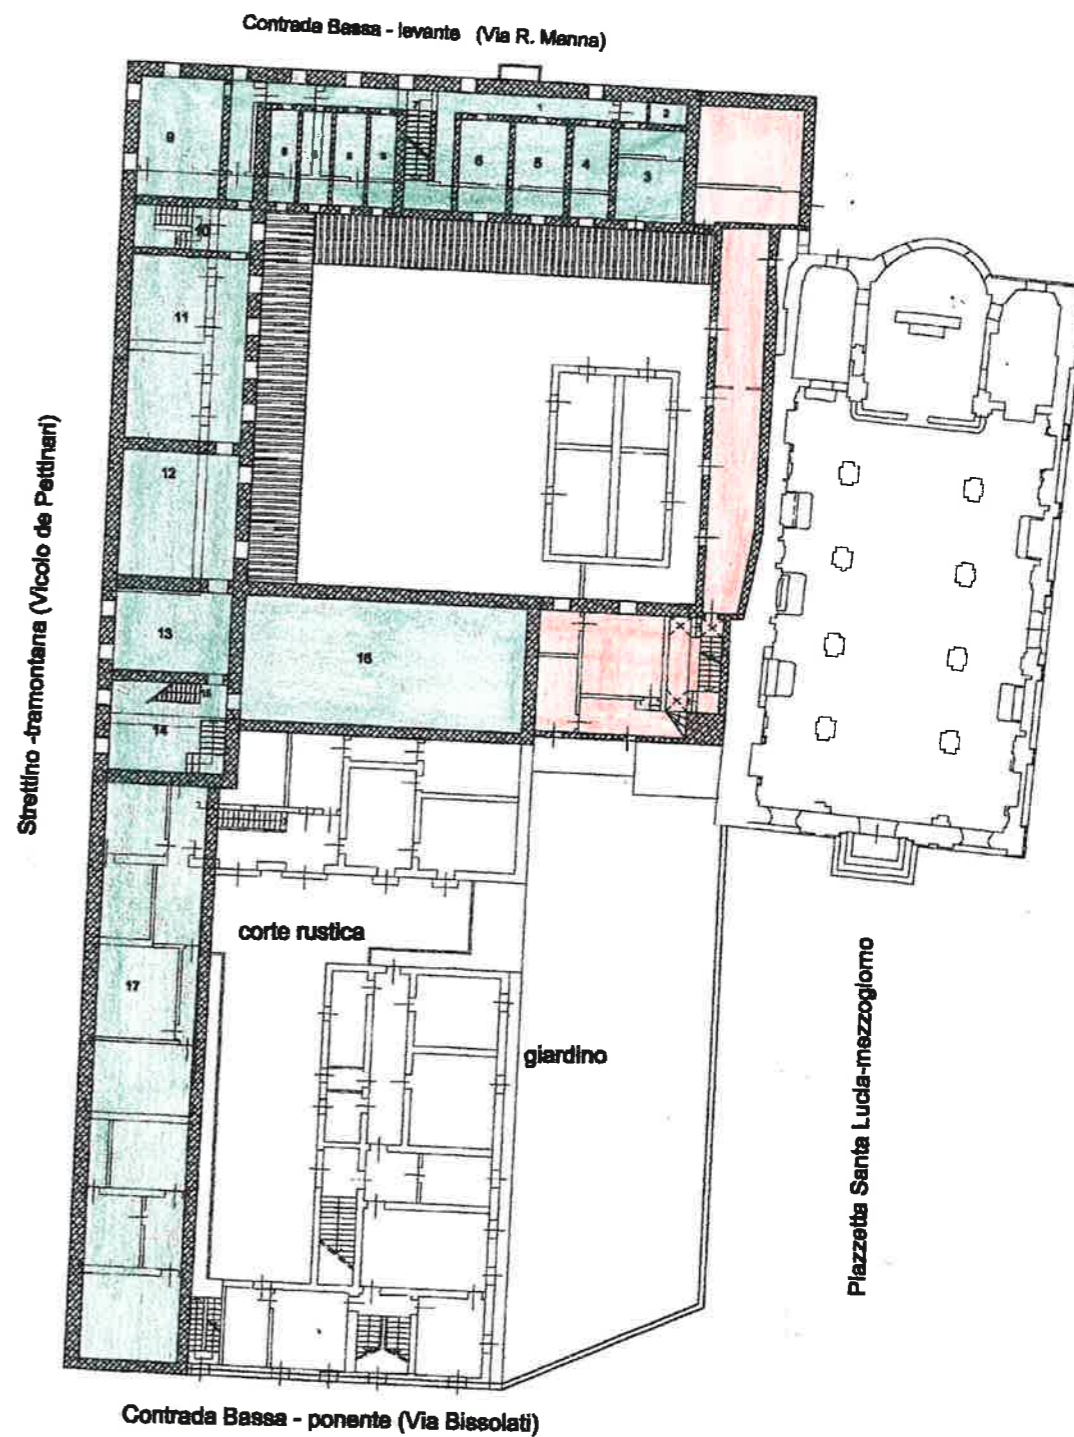 Contrada Bassa - levante (Via R. Manna)
1
2
9
6
5
4
3
10
11
12
13
16
15
14
Strettino -tramontana (Vicolo de Pettinari)
corte rustica
17
giardino
Piazzetta Santa Lucia-mezzogiorno
Contrada Bassa - ponente (Via Bissolati)